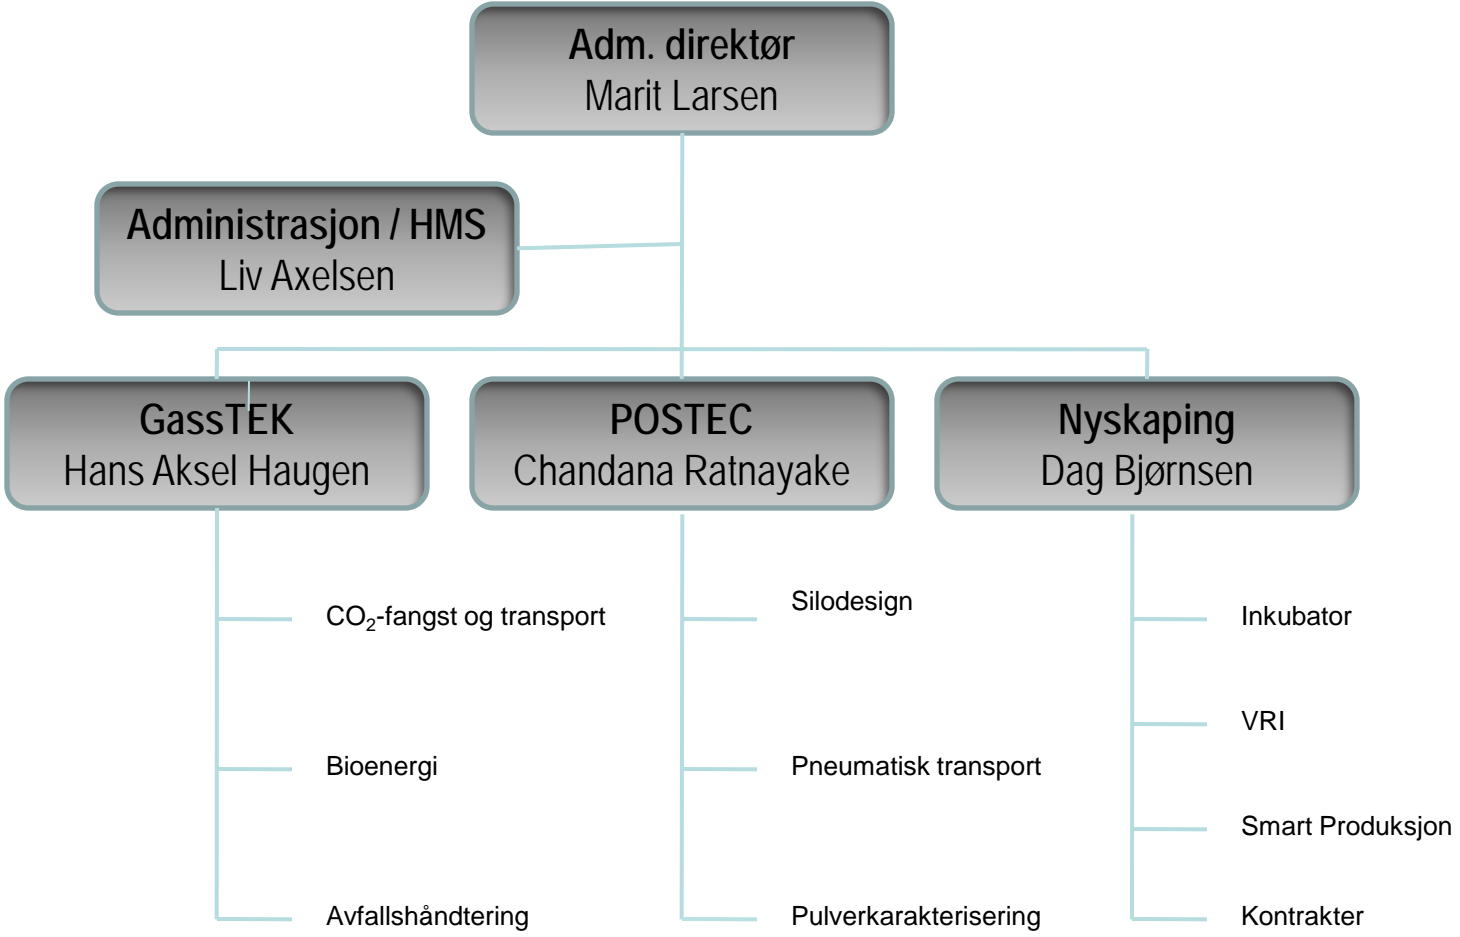 Adm. direktør
Marit Larsen
Administrasjon / HMS
Liv Axelsen
GassTEK
Hans Aksel Haugen
POSTEC
Chandana Ratnayake
Nyskaping
Dag Bjørnsen
CO₂-fangst og transport
Bioenergi
Avfallshåndtering
Silodesign
Pneumatisk transport
Pulverkarakterisering
Inkubator
VRI
Smart Produksjon
Kontrakter